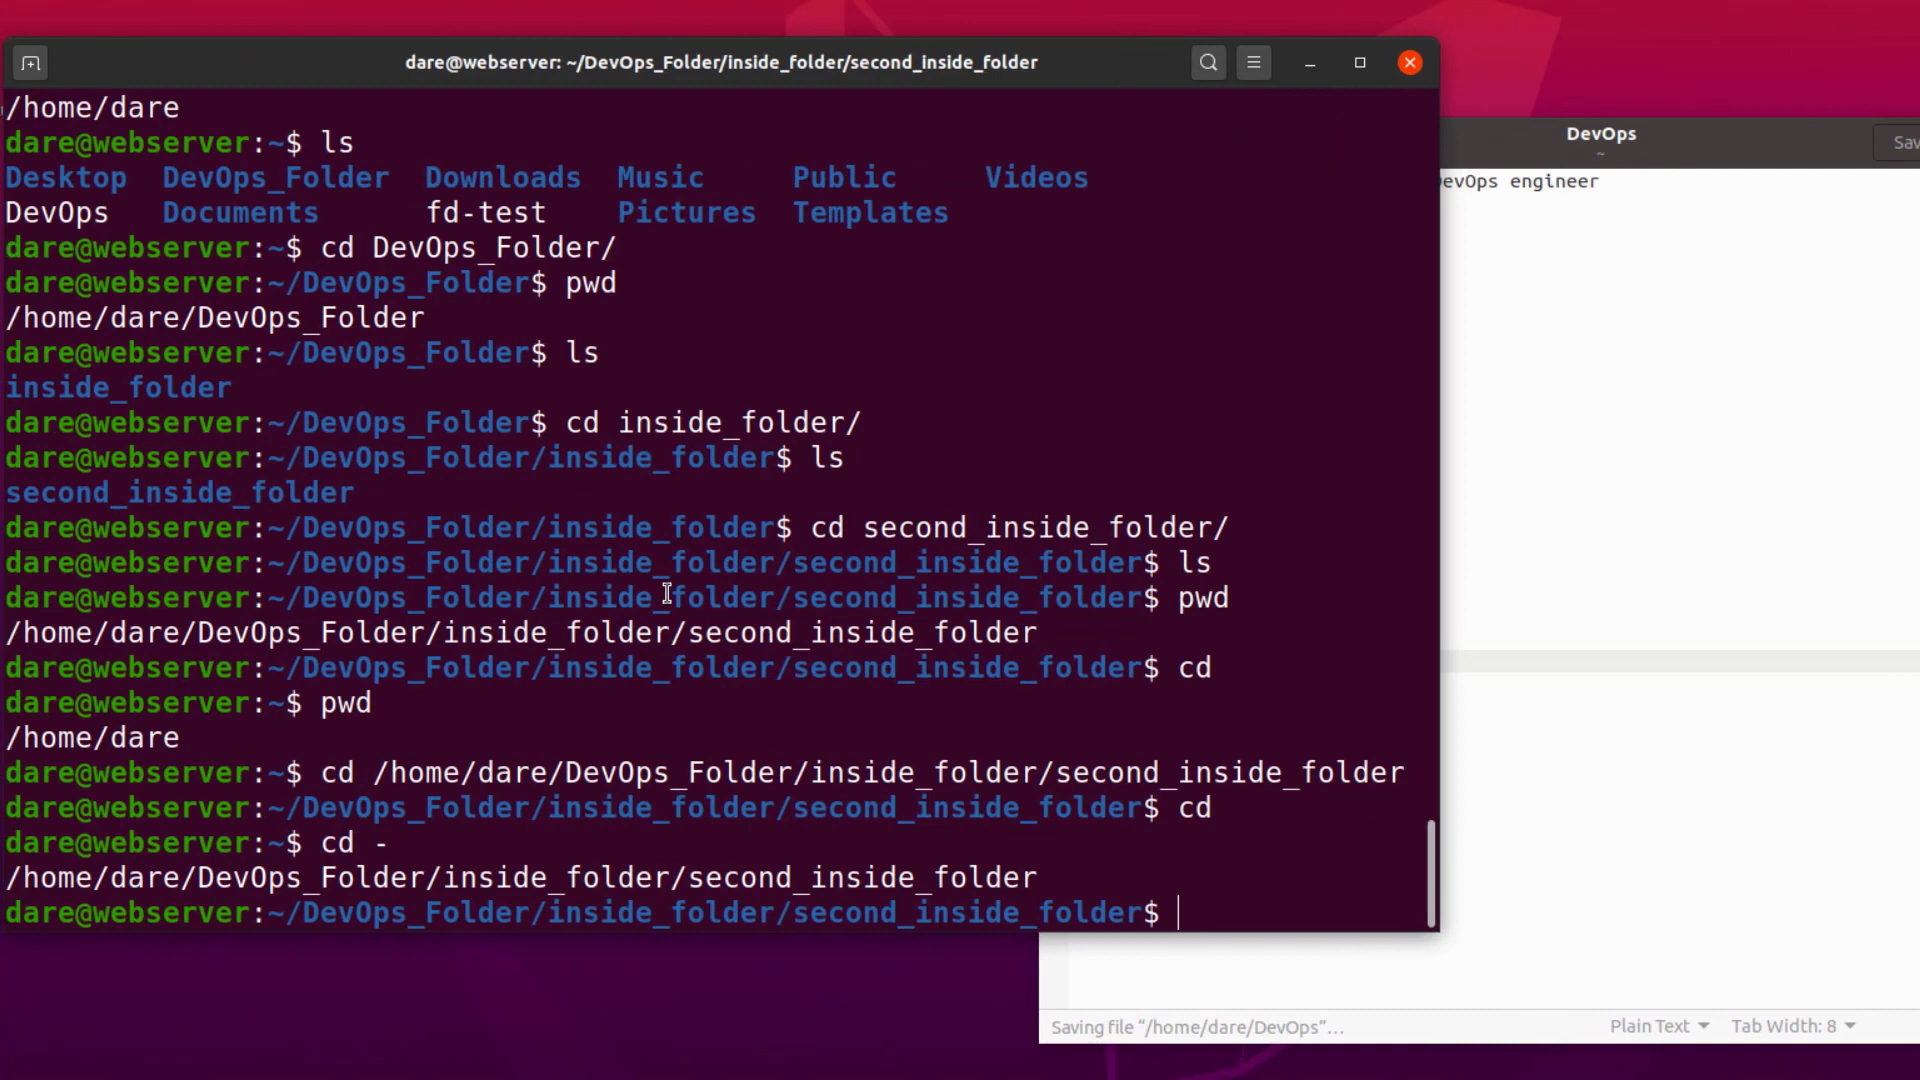 dare@webserver: ~/DevOps_Folder/inside_folder/second_inside_folder
/home/dare
dare@webserver:~$ ls
Desktop DevOps_Folder Downloads Music Public Videos
DevOps Documents fd-test Pictures Templates
dare@webserver:~$ cd DevOps_Folder/
dare@webserver:~/DevOps_Folder$ pwd
/home/dare/DevOps_Folder
dare@webserver:~/DevOps_Folder$ ls
inside_folder
dare@webserver:~/DevOps_Folder$ cd inside_folder/
dare@webserver:~/DevOps_Folder/inside_folder$ ls
second_inside_folder
dare@webserver:~/DevOps_Folder/inside_folder$ cd second_inside_folder/
dare@webserver:~/DevOps_Folder/inside_folder/second_inside_folder$ ls
dare@webserver:~/DevOps_Folder/inside_folder/second_inside_folder$ pwd
/home/dare/DevOps_Folder/inside_folder/second_inside_folder
dare@webserver:~/DevOps_Folder/inside_folder/second_inside_folder$ cd
dare@webserver:~$ pwd
/home/dare
dare@webserver:~$ cd /home/dare/DevOps_Folder/inside_folder/second_inside_folder
dare@webserver:~/DevOps_Folder/inside_folder/second_inside_folder$ cd
dare@webserver:~$ cd -
/home/dare/DevOps_Folder/inside_folder/second_inside_folder
dare@webserver:~/DevOps_Folder/inside_folder/second_inside_folder$
DevOps
~
Sav
evOps engineer
Saving file “/home/dare/DevOps”… Plain Text Tab Width: 8